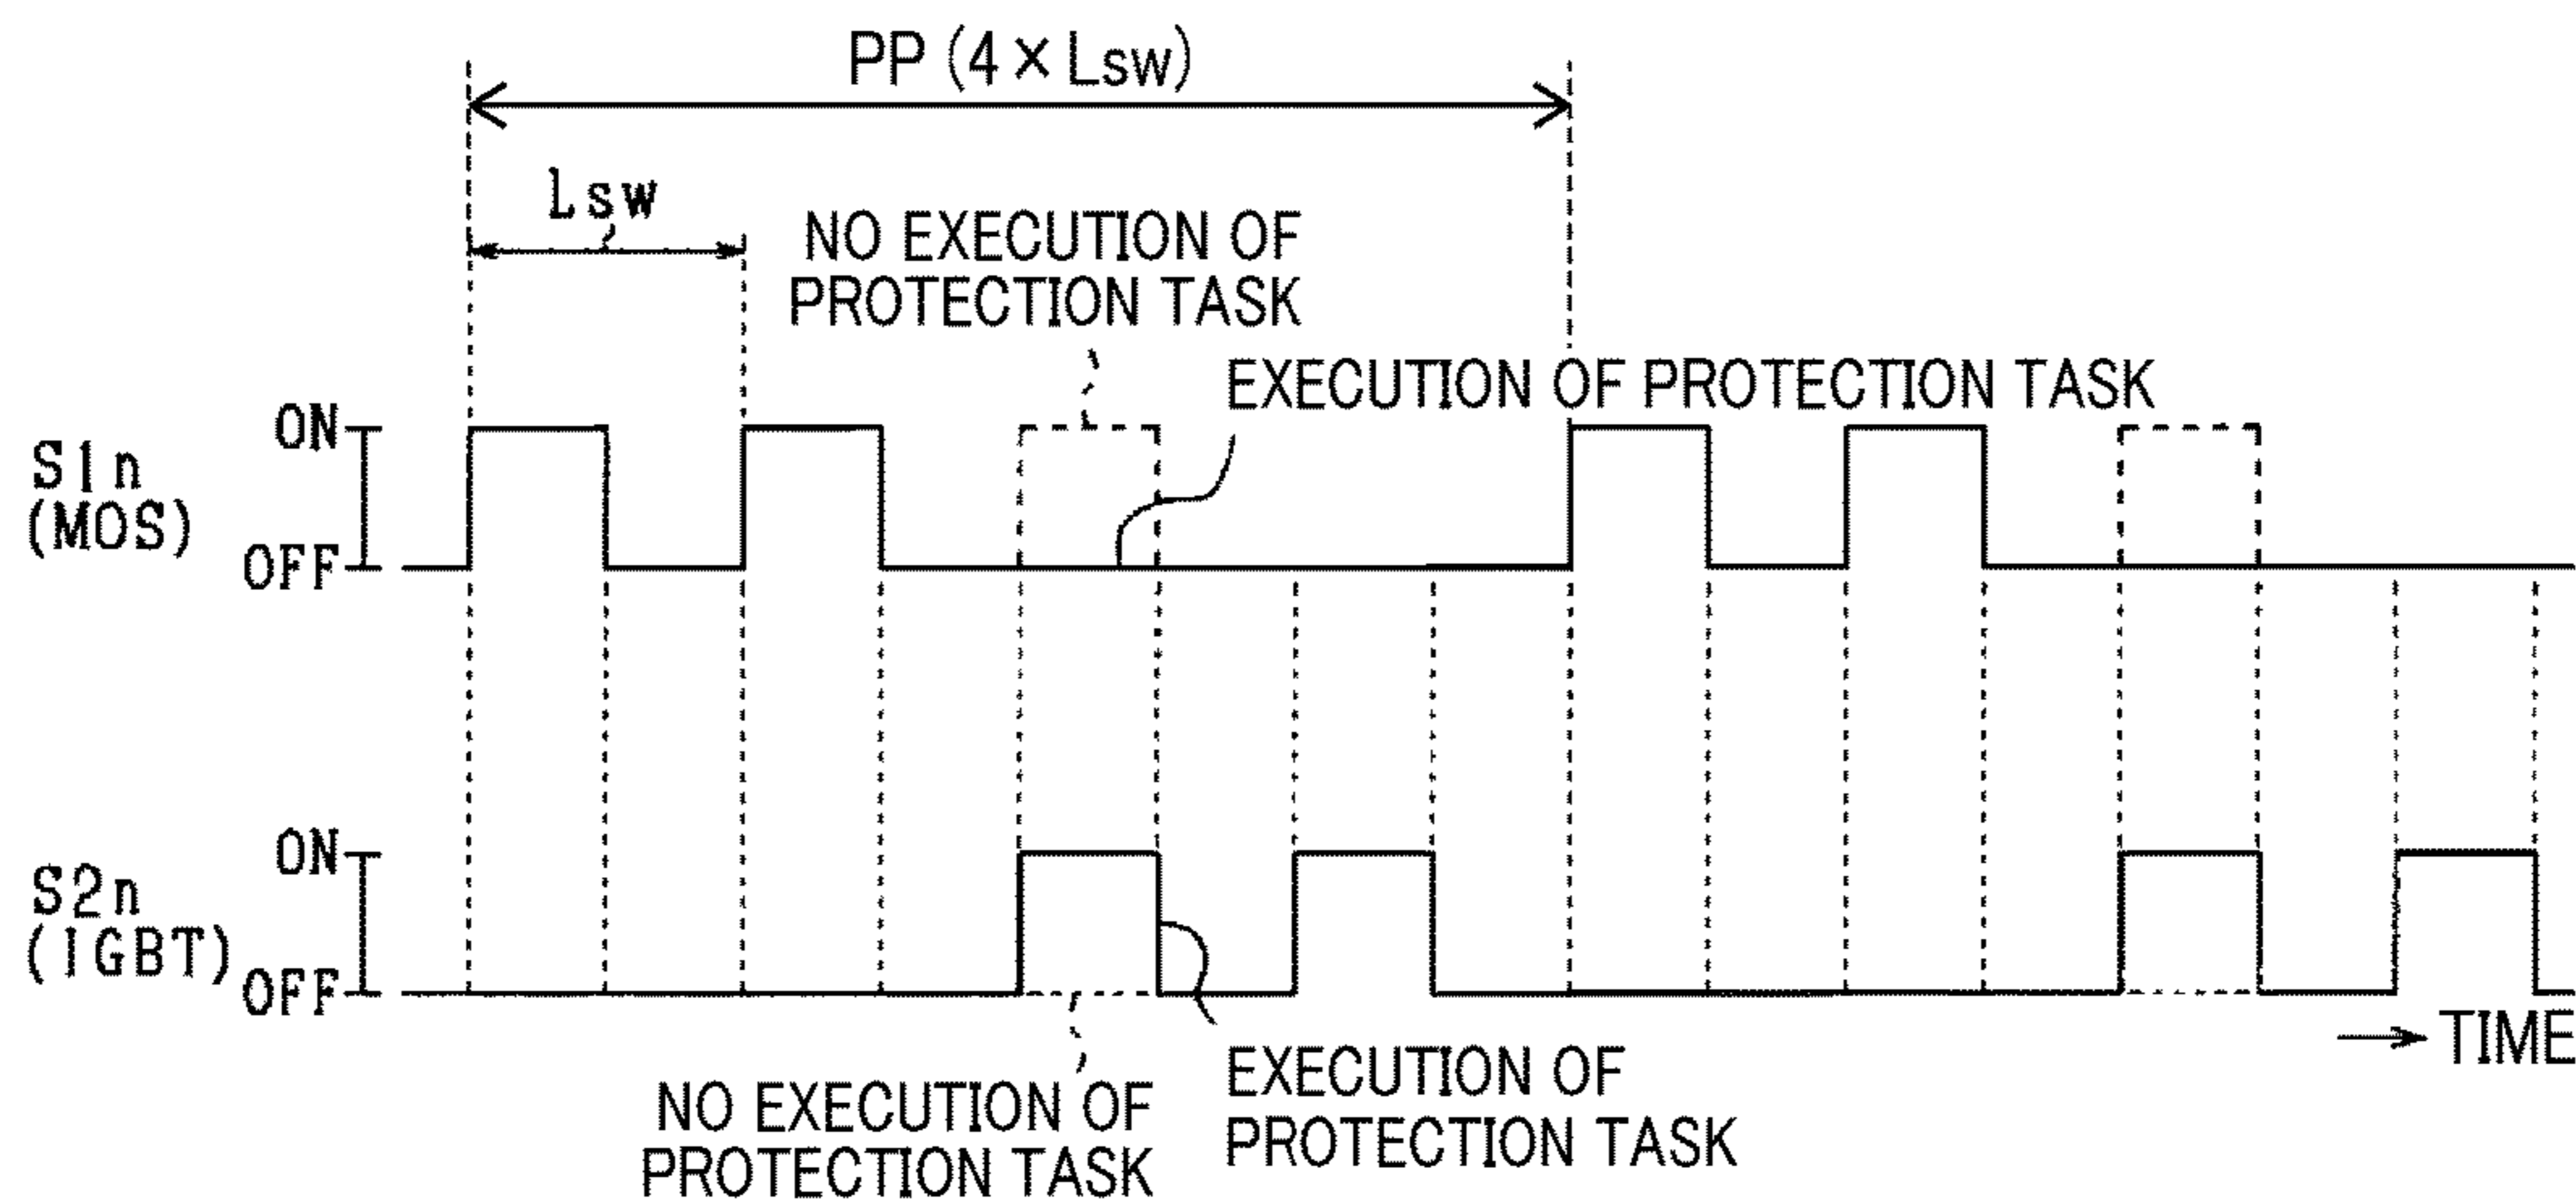 PP (4 × Lsw)
Lsw
NO EXECUTION OF
PROTECTION TASK
EXECUTION OF PROTECTION TASK
ON
S1n
(MOS)
OFF
ON
S2n
(IGBT)
OFF
TIME
NO EXECUTION OF
PROTECTION TASK
EXECUTION OF
PROTECTION TASK